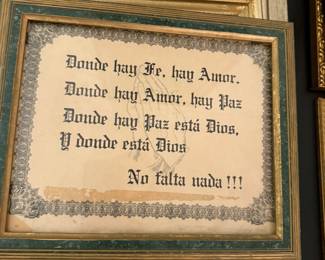 Donde hay Fe, hay Amor.
Donde hay Amor, hay Paz
Donde hay Paz está Dios,
Y donde está Dios
No falta nada !!!